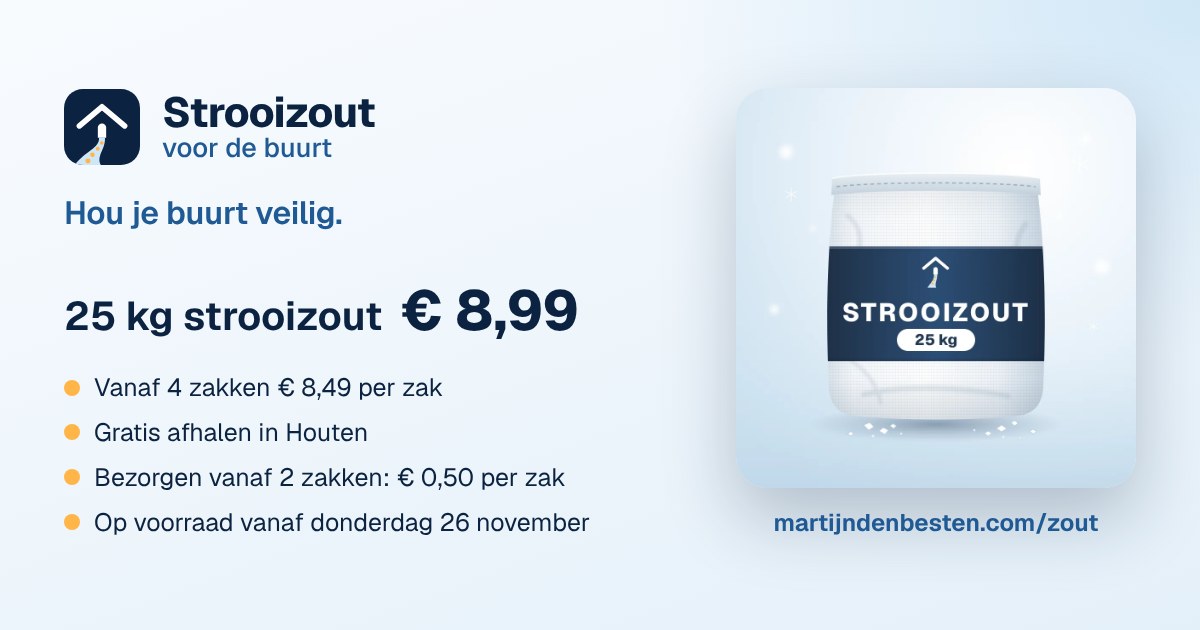 Strooizout
voor de buurt
Hou je buurt veilig.
25 kg strooizout € 8,99
Vanaf 4 zakken € 8,49 per zak
Gratis afhalen in Houten
Bezorgen vanaf 2 zakken: € 0,50 per zak
Op voorraad vanaf donderdag 26 november
STROOIZOUT
25 kg
martijndenbesten.com/zout